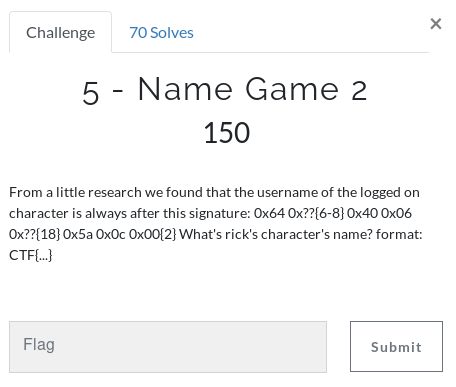 Challenge
70 Solves
×
5 - Name Game 2
150
From a little research we found that the username of the logged on
character is always after this signature: 0x64 0x??{6-8} 0x40 0x06
0x??{18} 0x5a 0x0c 0x00{2} What's rick's character's name? format:
CTF{...}
Flag
Submit